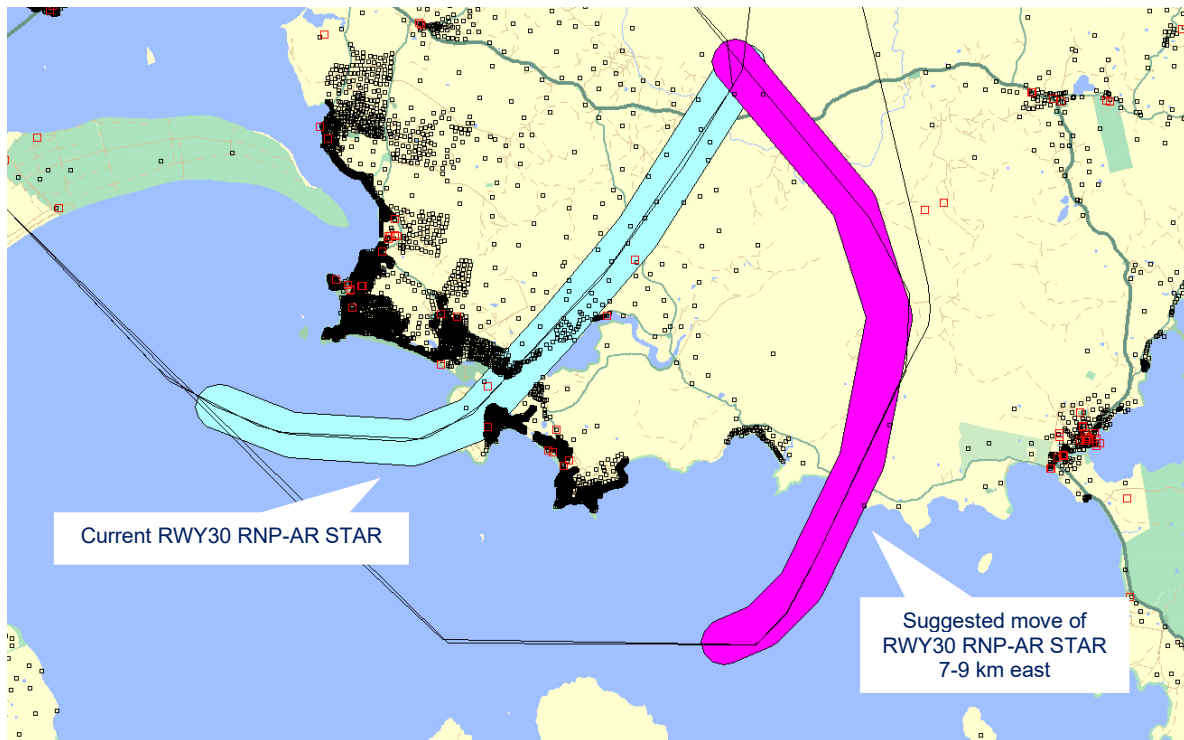 Current RWY30 RNP-AR STAR
Suggested move of
RWY30 RNP-AR STAR
7-9 km east